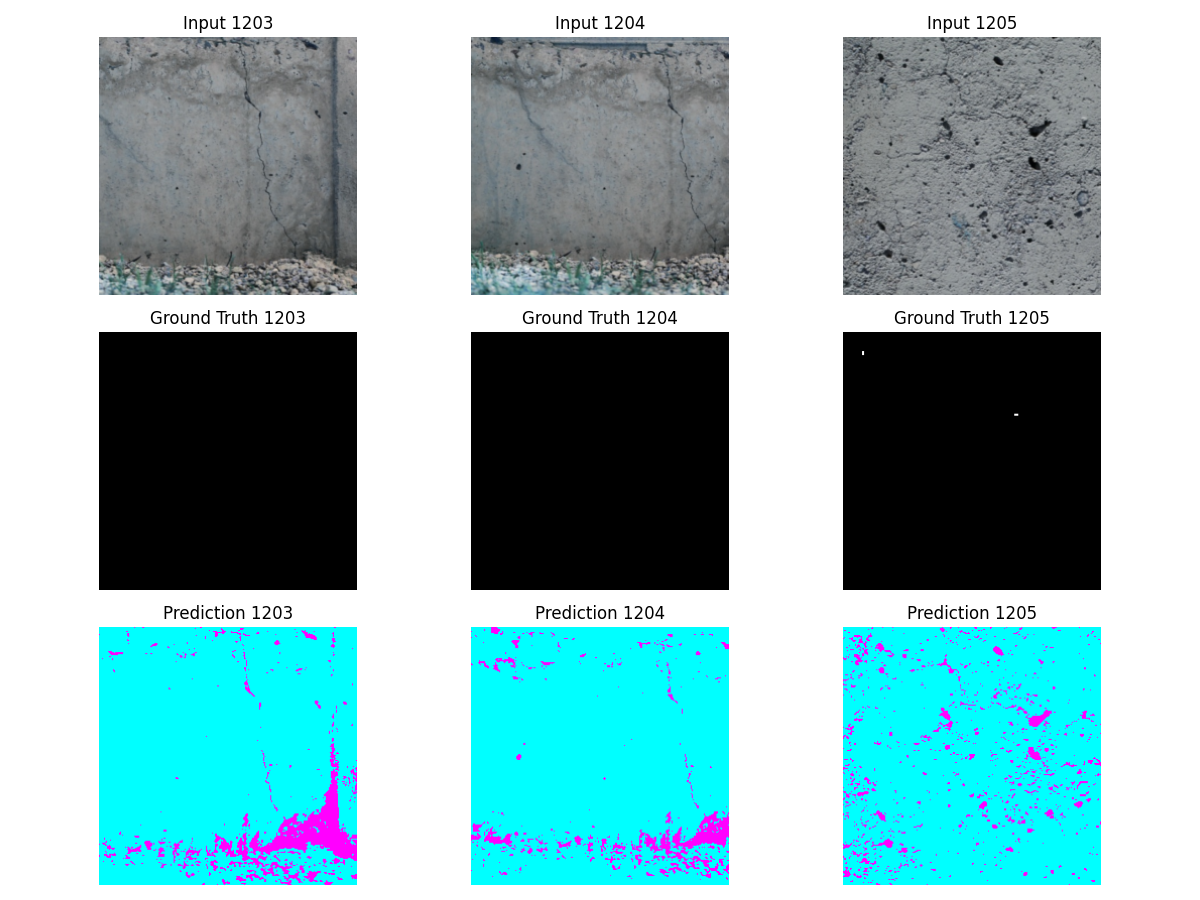 Input 1203
Input 1204
Input 1205
Ground Truth 1203
Ground Truth 1204
Ground Truth 1205
Prediction 1203
Prediction 1204
Prediction 1205